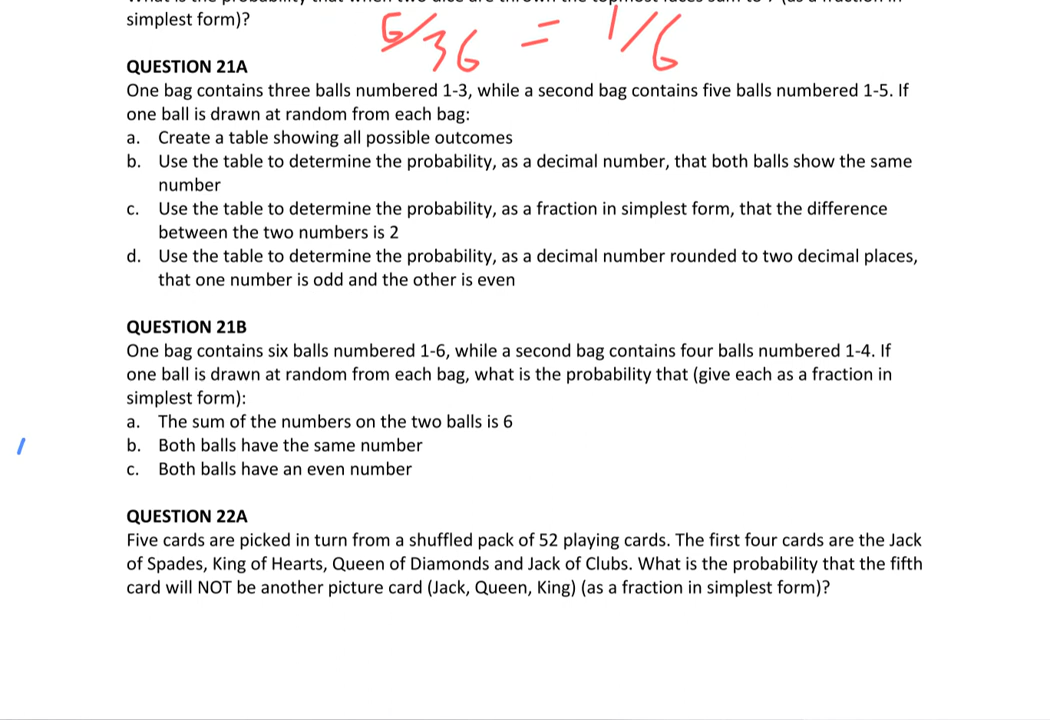 simplest form)?
6/36 = 1/6
QUESTION 21A
One bag contains three balls numbered 1-3, while a second bag contains five balls numbered 1-5. If
one ball is drawn at random from each bag:
a. Create a table showing all possible outcomes
b. Use the table to determine the probability, as a decimal number, that both balls show the same
number
c. Use the table to determine the probability, as a fraction in simplest form, that the difference
between the two numbers is 2
d. Use the table to determine the probability, as a decimal number rounded to two decimal places,
that one number is odd and the other is even
QUESTION 21B
One bag contains six balls numbered 1-6, while a second bag contains four balls numbered 1-4. If
one ball is drawn at random from each bag, what is the probability that (give each as a fraction in
simplest form):
a. The sum of the numbers on the two balls is 6
b. Both balls have the same number
c. Both balls have an even number
QUESTION 22A
Five cards are picked in turn from a shuffled pack of 52 playing cards. The first four cards are the Jack
of Spades, King of Hearts, Queen of Diamonds and Jack of Clubs. What is the probability that the fifth
card will NOT be another picture card (Jack, Queen, King) (as a fraction in simplest form)?